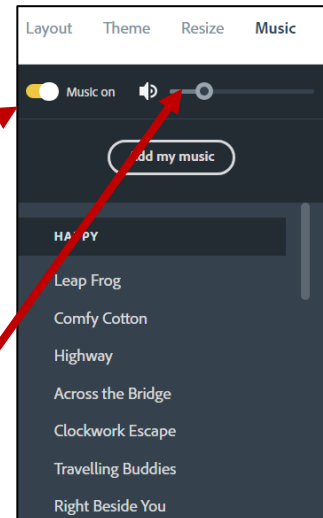 Layout Theme Resize Music
Music on
Add my music
HAPPY
Leap Frog
Comfy Cotton
Highway
Across the Bridge
Clockwork Escape
Travelling Buddies
Right Beside You